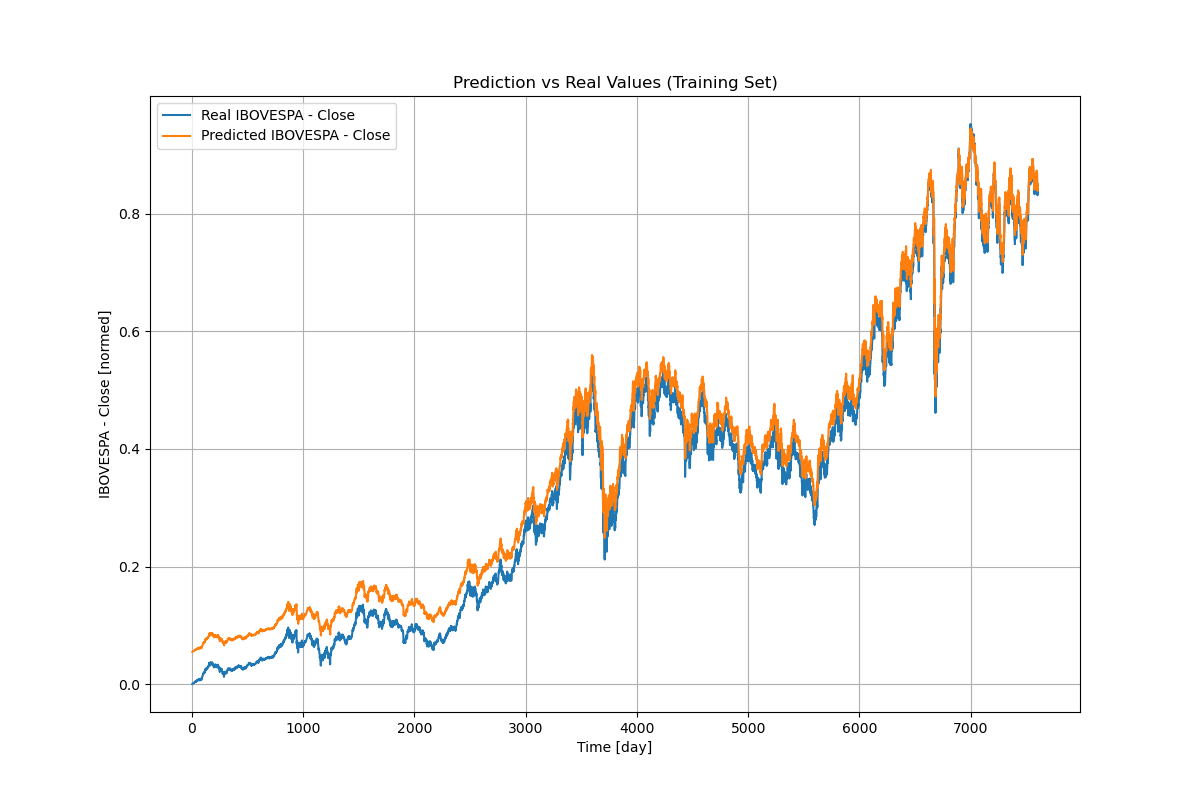 Prediction vs Real Values (Training Set)
Real IBOVESPA - Close
Predicted IBOVESPA - Close
IBOVESPA - Close [normed]
0.8
0.6
0.4
0.2
0.0
0 1000 2000 3000 4000 5000 6000 7000
Time [day]